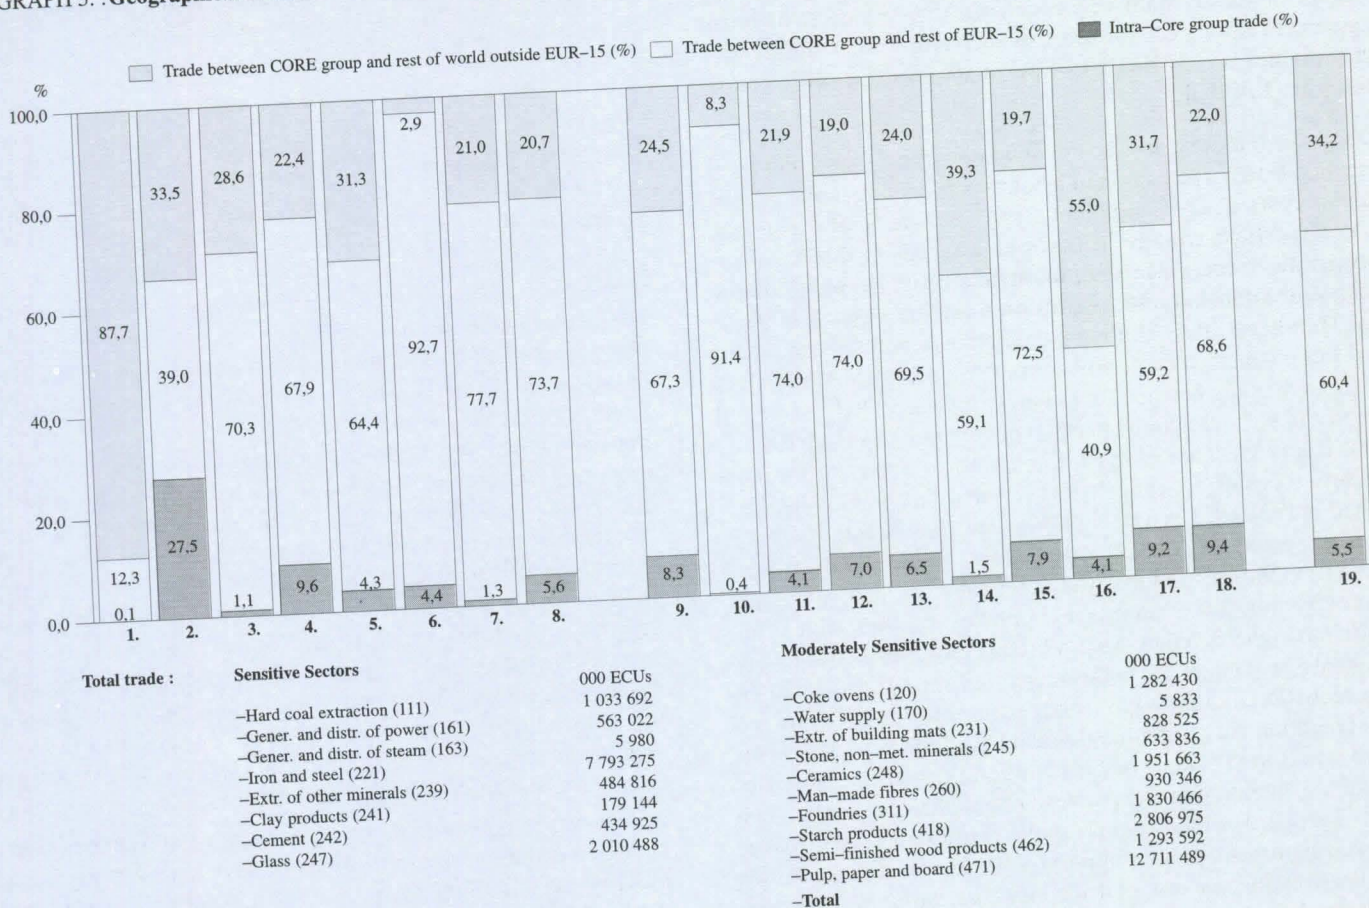 GRAPH 3. :
Trade between CORE group and rest of world outside EUR–15 (%) Trade between CORE group and rest of EUR–15 (%) Intra–Core group trade (%)
%
100,0
80,0
60,0
40,0
20,0
0,0
87,7 33,5 28,6 22,4 31,3 2,9 21,0 20,7 24,5 8,3 21,9 19,0 24,0 39,3 19,7 55,0 31,7 22,0 34,2
12,3 39,0 70,3 67,9 64,4 92,7 77,7 73,7 67,3 91,4 74,0 74,0 69,5 59,1 72,5 40,9 59,2 68,6 60,4
0,1 27,5 1,1 9,6 4,3 4,4 1,3 5,6 8,3 0,4 4,1 7,0 6,5 1,5 7,9 4,1 9,2 9,4 5,5
1. 2. 3. 4. 5. 6. 7. 8. 9. 10. 11. 12. 13. 14. 15. 16. 17. 18. 19.
Total trade :
Sensitive Sectors
000 ECUs
–Hard coal extraction (111) 1 033 692
–Gener. and distr. of power (161) 563 022
–Gener. and distr. of steam (163) 5 980
–Iron and steel (221) 7 793 275
–Extr. of other minerals (239) 484 816
–Clay products (241) 179 144
–Cement (242) 434 925
–Glass (247) 2 010 488
Moderately Sensitive Sectors
000 ECUs
–Coke ovens (120) 1 282 430
–Water supply (170) 5 833
–Extr. of building mats (231) 828 525
–Stone, non–met. minerals (245) 633 836
–Ceramics (248) 1 951 663
–Man–made fibres (260) 930 346
–Foundries (311) 1 830 466
–Starch products (418) 2 806 975
–Semi–finished wood products (462) 1 293 592
–Pulp, paper and board (471) 12 711 489
–Total